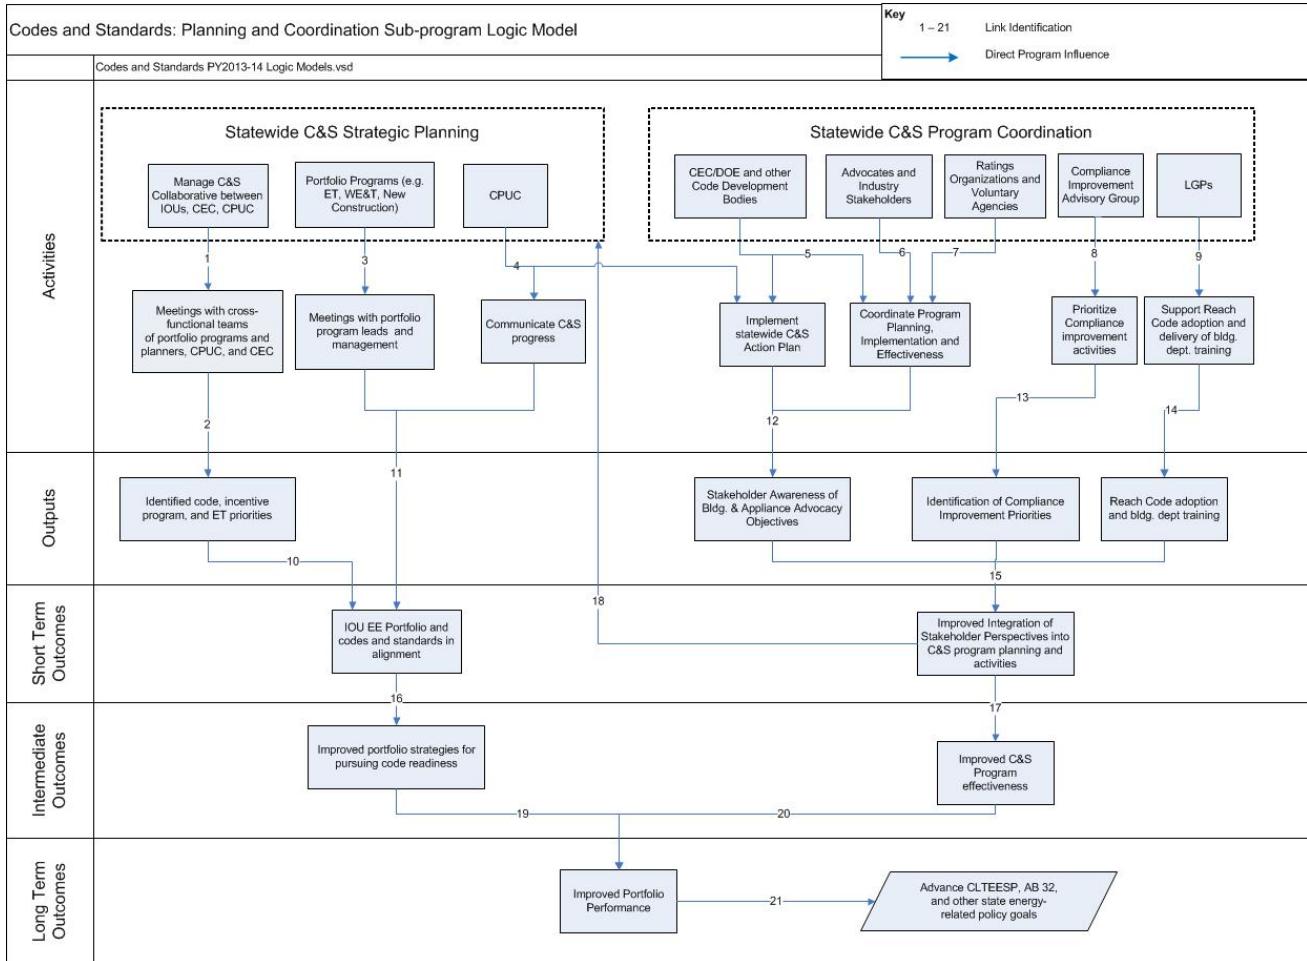 Codes and Standards: Planning and Coordination Sub-program Logic Model
Key
1 – 21
Link Identification
Direct Program Influence
Codes and Standards PY2013-14 Logic Models.vsd
Activities
Statewide C&S Strategic Planning
Manage C&S
Collaborative between
IOUs, CEC, CPUC
Portfolio Programs (e.g.
ET, WE&T, New
Construction)
CPUC
Statewide C&S Program Coordination
CEC/DOE and other
Code Development
Bodies
Advocates and
Industry
Stakeholders
Ratings
Organizations and
Voluntary
Agencies
Compliance
Improvement
Advisory Group
LGPs
1
3
4
5
6
7
8
9
Meetings with cross-
functional teams
of portfolio programs and
planners, CPUC, and CEC
Meetings with portfolio
program leads and
management
Communicate C&S
progress
Implement
statewide C&S
Action Plan
Coordinate Program
Planning,
Implementation and
Effectiveness
Prioritize
Compliance
improvement
activities
Support Reach
Code adoption and
delivery of bldg.
dept. training
2
11
12
13
14
Outputs
Identified code, incentive
program, and ET priorities
Stakeholder Awareness of
Bldg. & Appliance Advocacy
Objectives
Identification of Compliance
Improvement Priorities
Reach Code adoption
and bldg. dept training
10
15
18
Short Term
Outcomes
IOU EE Portfolio and
codes and standards in
alignment
Improved Integration of
Stakeholder Perspectives into
C&S program planning and
activities
16
17
Intermediate
Outcomes
Improved portfolio strategies for
pursuing code readiness
Improved C&S
Program
effectiveness
19
20
Long Term
Outcomes
Improved Portfolio
Performance
21
Advance CLTEESP, AB 32,
and other state energy-
related policy goals